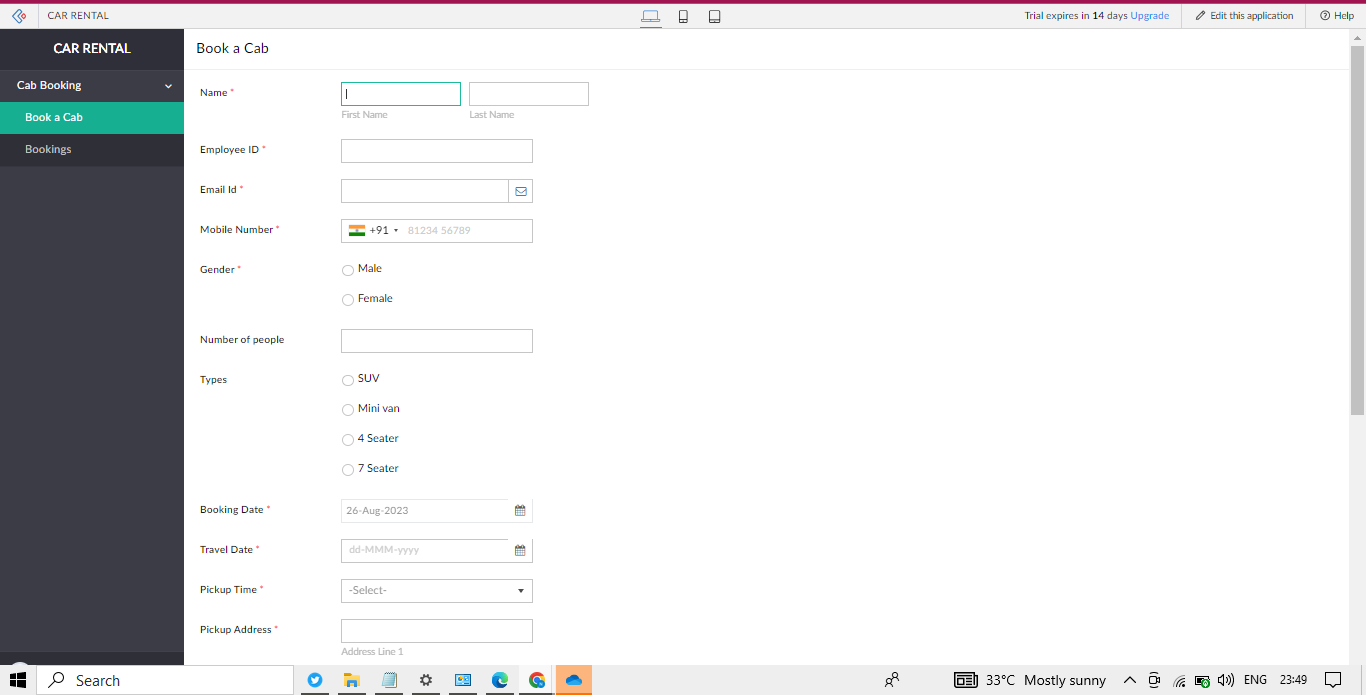 CAR RENTAL
Trial expires in 14 days Upgrade
Edit this application
Help
CAR RENTAL
Cab Booking
Book a Cab
Bookings
Book a Cab
Name *
First Name
Last Name
Employee ID *
Email Id *
Mobile Number *
+91 81234 56789
Gender *
Male
Female
Number of people
Types
SUV
Mini van
4 Seater
7 Seater
Booking Date *
26-Aug-2023
Travel Date *
dd-MMM-yyyy
Pickup Time *
-Select-
Pickup Address *
Address Line 1
Search
33°C Mostly sunny
ENG
23:49